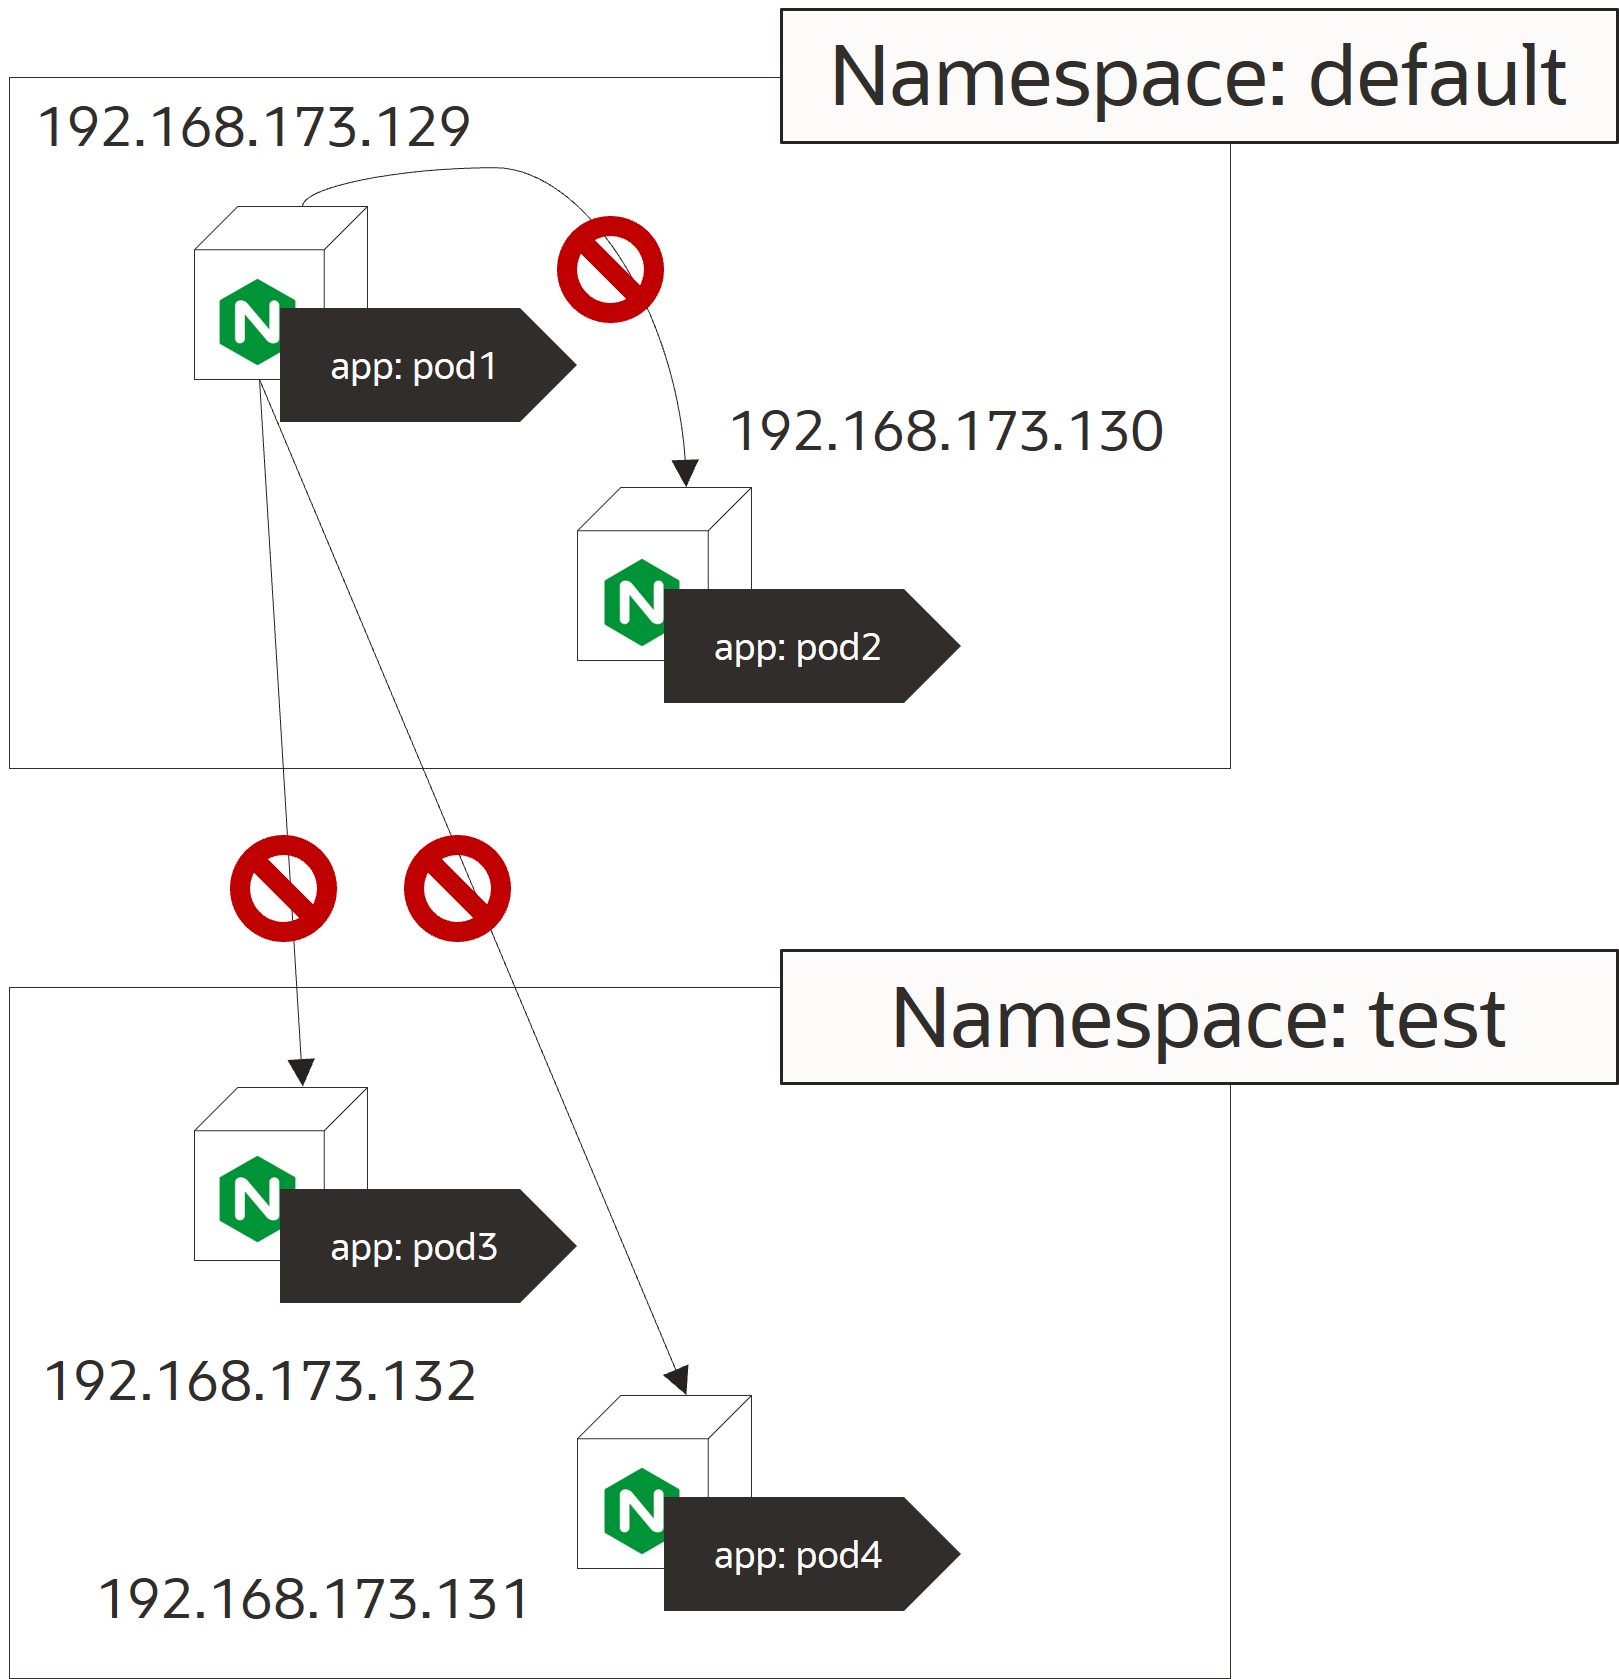 Namespace: default
192.168.173.129
app: pod1
192.168.173.130
app: pod2
Namespace: test
app: pod3
192.168.173.132
app: pod4
192.168.173.131